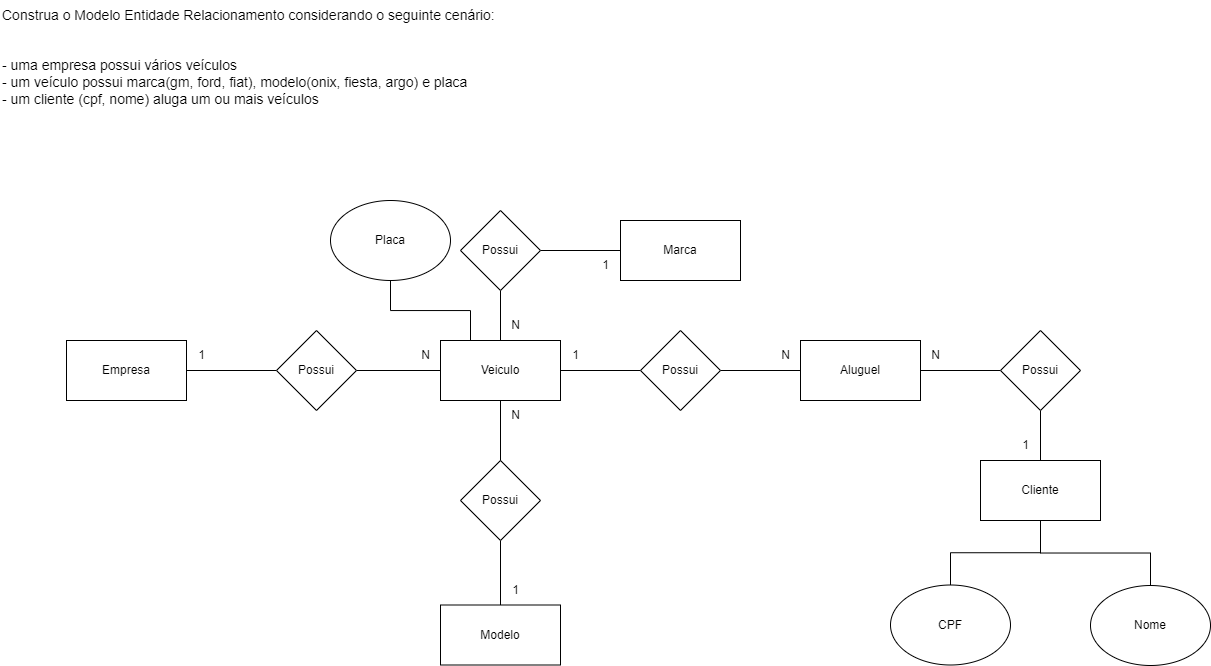 Construa o Modelo Entidade Relacionamento considerando o seguinte cenário:
- uma empresa possui vários veículos
- um veículo possui marca(gm, ford, fiat), modelo(onix, fiesta, argo) e placa
- um cliente (cpf, nome) aluga um ou mais veículos
Placa
Possui
Marca
1
N
Empresa
1
Possui
N
Veiculo
1
Possui
N
Aluguel
N
Possui
N
1
Possui
Cliente
1
Modelo
CPF
Nome